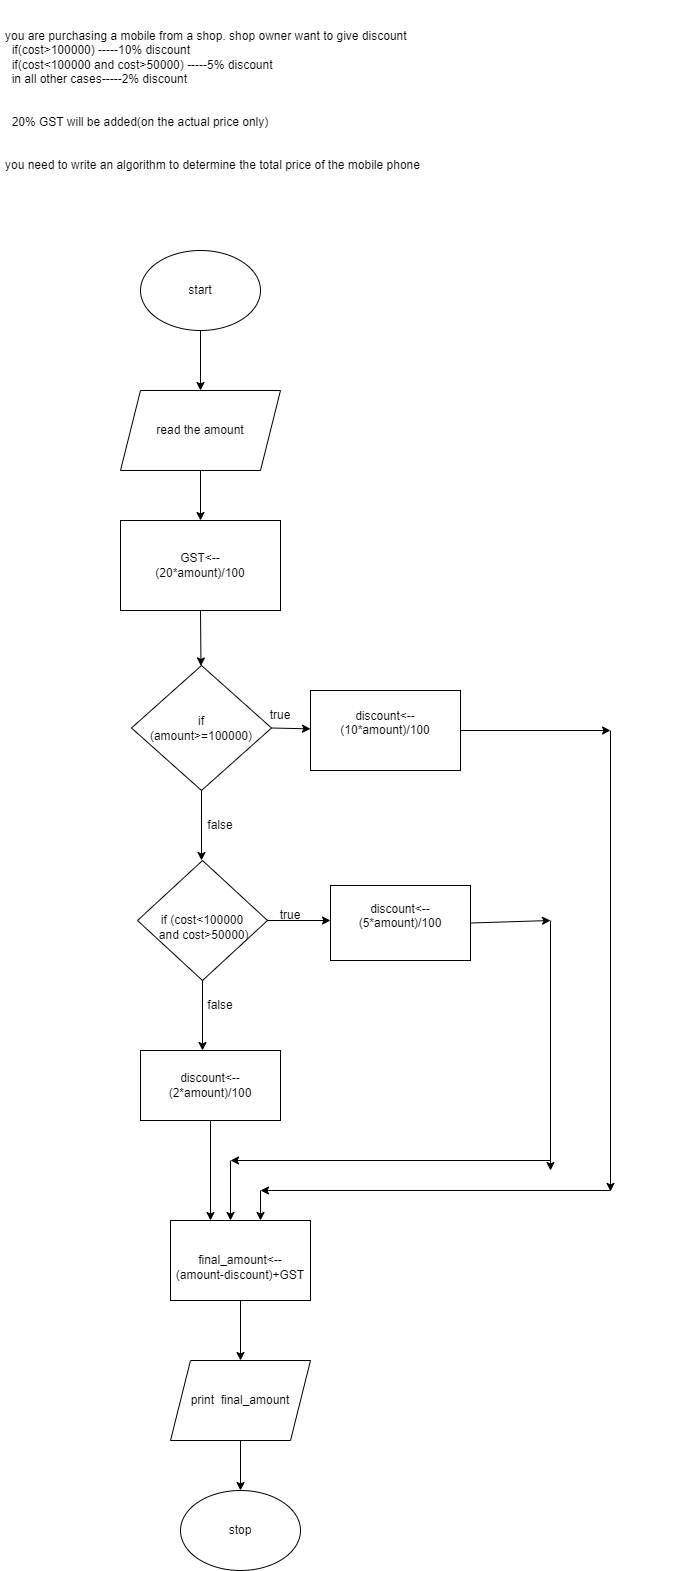 you are purchasing a mobile from a shop. shop owner want to give discount
if(cost>100000) -----10% discount
if(cost<100000 and cost>50000) -----5% discount
in all other cases-----2% discount
20% GST will be added(on the actual price only)
you need to write an algorithm to determine the total price of the mobile phone
start
read the amount
GST<--
(20*amount)/100
if
(amount>=100000)
true
discount<--
(10*amount)/100
false
if (cost<100000
and cost>50000)
true
discount<--
(5*amount)/100
false
discount<--
(2*amount)/100
final_amount<--
(amount-discount)+GST
print  final_amount
stop